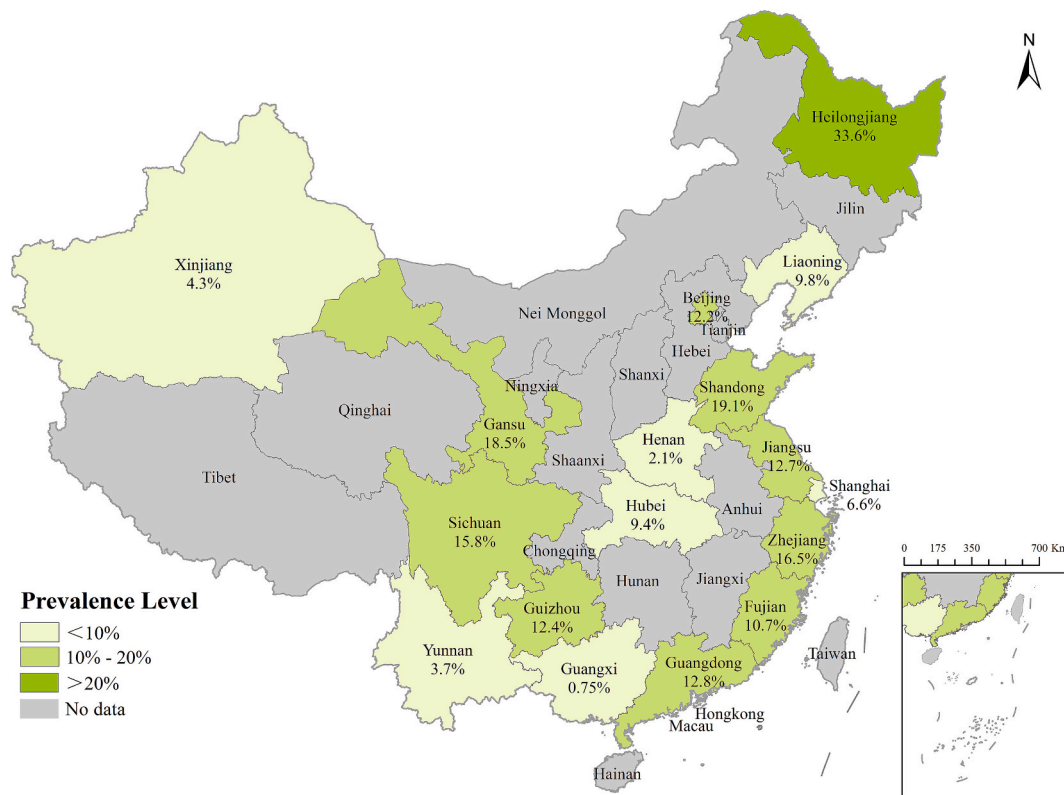 N
Heilongjiang
33.6%
Jilin
Xinjiang
4.3%
Liaoning
9.8%
Beijing
12.2%
Tianjin
Nei Monggol
Hebei
Shanxi
Ningxia
Shandong
19.1%
Qinghai
Gansu
18.5%
Henan
2.1%
Jiangsu
12.7%
Shaanxi
Tibet
Shanghai
6.6%
Hubei
9.4%
Anhui
Sichuan
15.8%
Zhejiang
16.5%
Chongqing
Hunan
Jiangxi
0 175 350 700 Km
Guizhou
12.4%
Fujian
10.7%
Yunnan
3.7%
Guangxi
0.75%
Guangdong
12.8%
Taiwan
Hongkong
Macau
Hainan
Prevalence Level
<10%
10% - 20%
>20%
No data